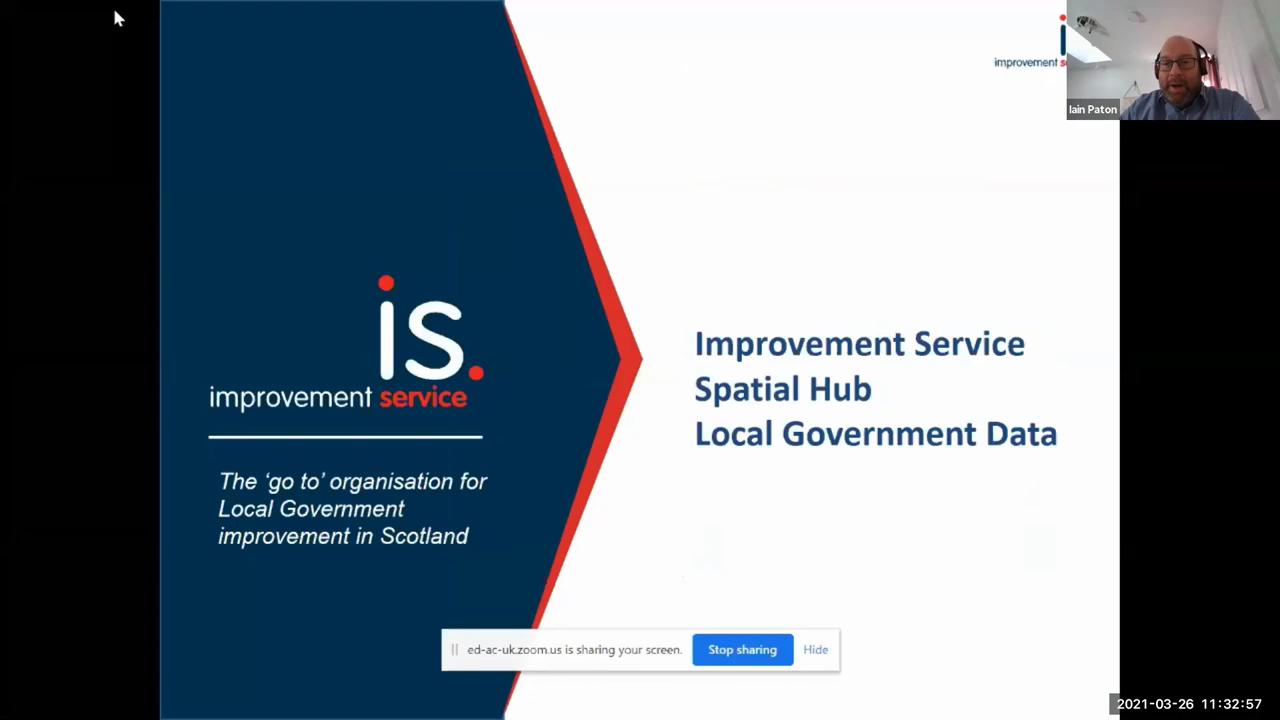 improvement
Iain Paton
is.
improvement service
The ‘go to’ organisation for
Local Government
improvement in Scotland
Improvement Service
Spatial Hub
Local Government Data
ed-ac-uk.zoom.us is sharing your screen.
Stop sharing
Hide
2021-03-26 11:32:57